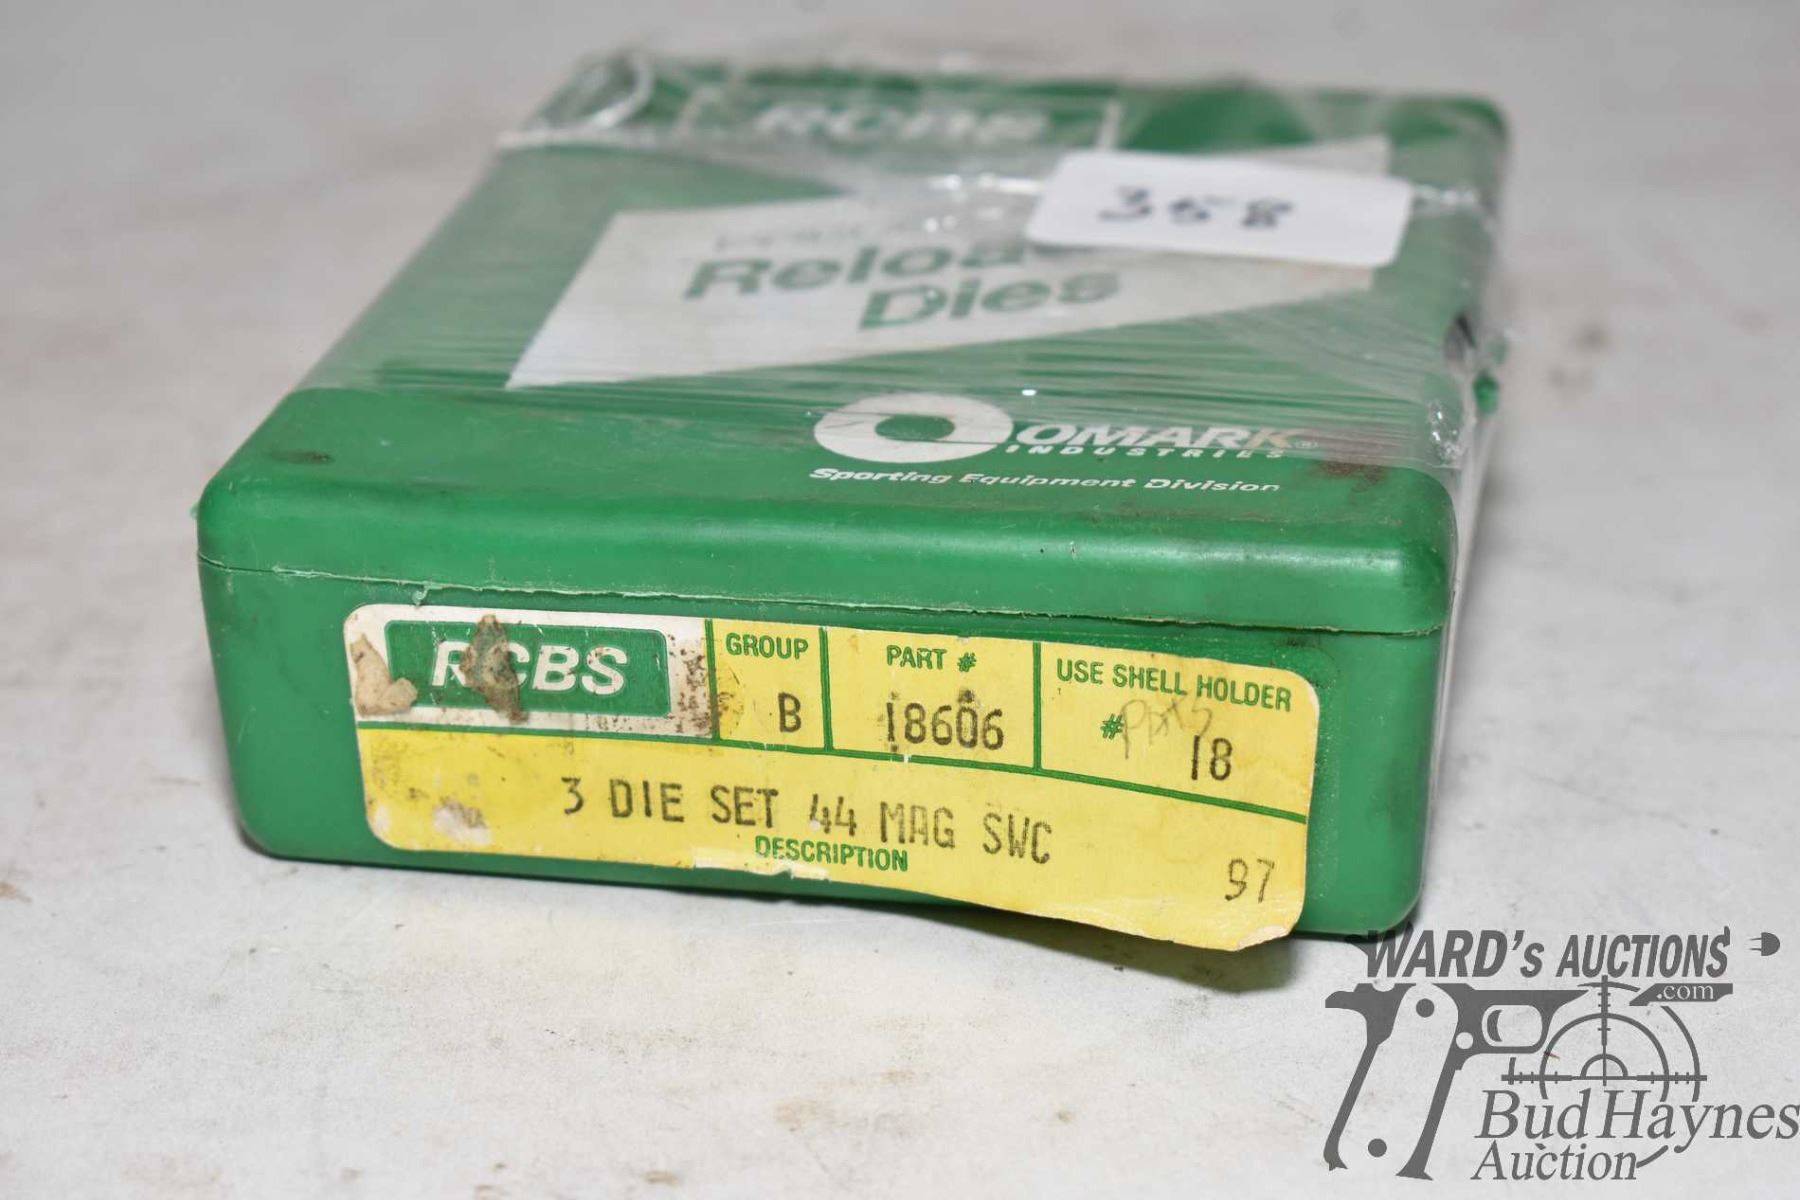 RCBS
358
Reloa
Dies
OMARK®
INDUSTRIES
Sporting Equipment Division
RCBS
GROUP
B
PART #
18606
USE SHELL HOLDER
# 18
3 DIE SET 44 MAG SWC
DESCRIPTION
97
WARD's AUCTIONS
.com
Bud Haynes
Auction